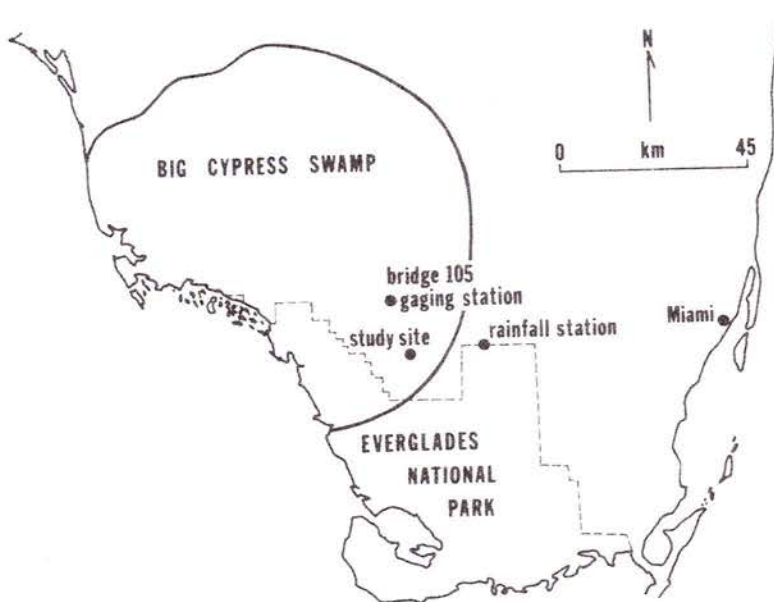 N
0 km 45
BIG CYPRESS SWAMP
bridge 105
gaging station
Miami
study site
rainfall station
EVERGLADES
NATIONAL
PARK